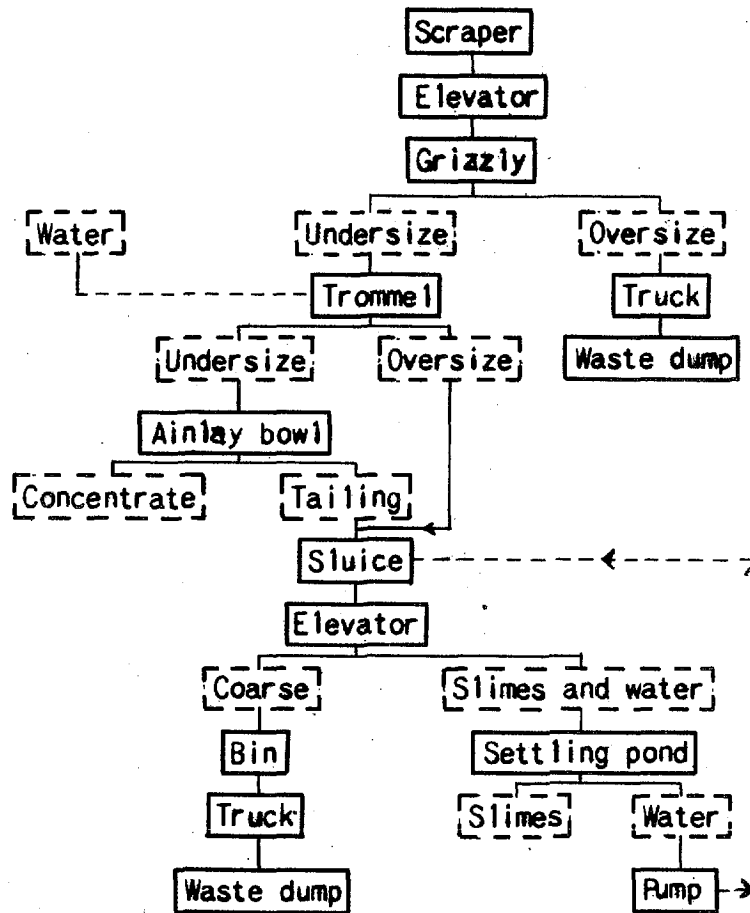 Scraper
Elevator
Grizzly
Water
Undersize
Oversize
Trommel
Truck
Undersize
Oversize
Waste dump
Ainlay bowl
Concentrate
Tailing
Sluice
Elevator
Coarse
Slimes and water
Bin
Settling pond
Truck
Slimes
Water
Waste dump
Pump